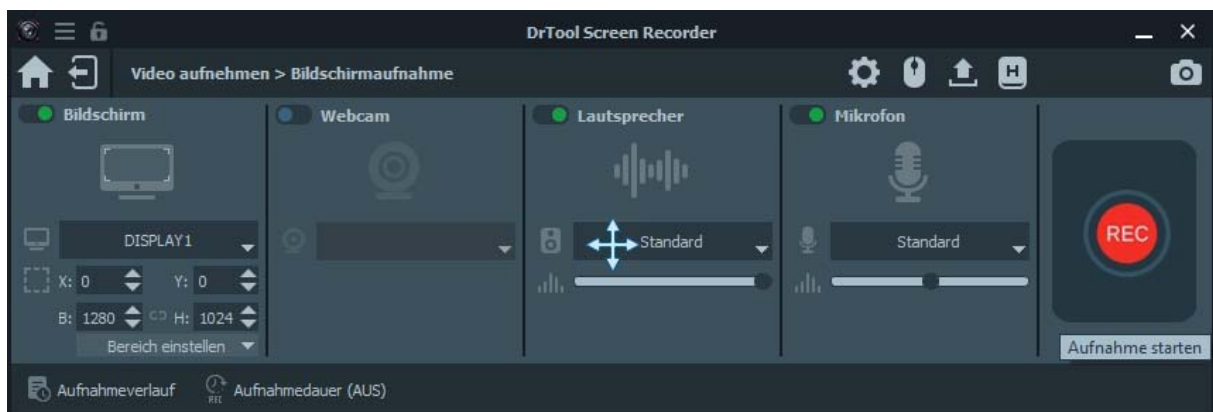 DrTool Screen Recorder
Video aufnehmen > Bildschirmaufnahme
H
Bildschirm
Webcam
Lautsprecher
Mikrofon
DISPLAY1
Standard
Standard
REC
X: 0 Y: 0
B: 1280 H: 1024
Bereich einstellen
Aufnahme starten
Aufnahmeverlauf
REC
Aufnahmedauer (AUS)